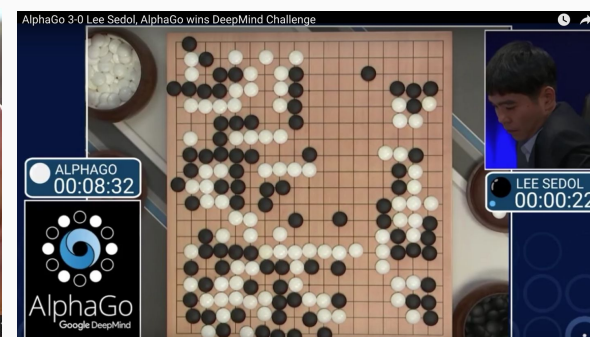 AlphaGo 3-0 Lee Sedol, AlphaGo wins DeepMind Challenge
ALPHAGO
00:08:32
LEE SEDOL
00:00:22
AlphaGo
Google DeepMind